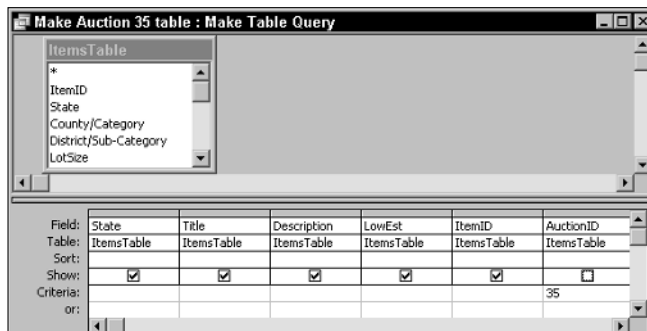 Make Auction 35 table : Make Table Query
ItemsTable
*
ItemID
State
County/Category
District/Sub-Category
LotSize
Field: State Title Description LowEst ItemID AuctionID
Table: ItemsTable ItemsTable ItemsTable ItemsTable ItemsTable ItemsTable
Sort:
Show:
Criteria: 35
or: